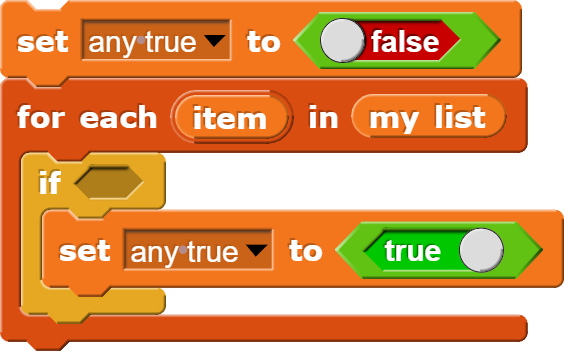 set any true to false
for each item in my list
if
set any true to true